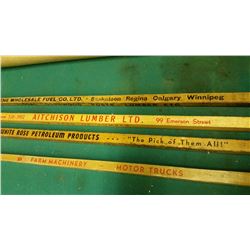 WHOLESALE FUEL CO. LTD. - Saskatoon Regina Calgary Winnipeg
AITCHISON LUMBER LTD. 99 Emerson Street
WHITE ROSE PETROLEUM PRODUCTS --- "The Pick of Them All!"
FARM MACHINERY MOTOR TRUCKS